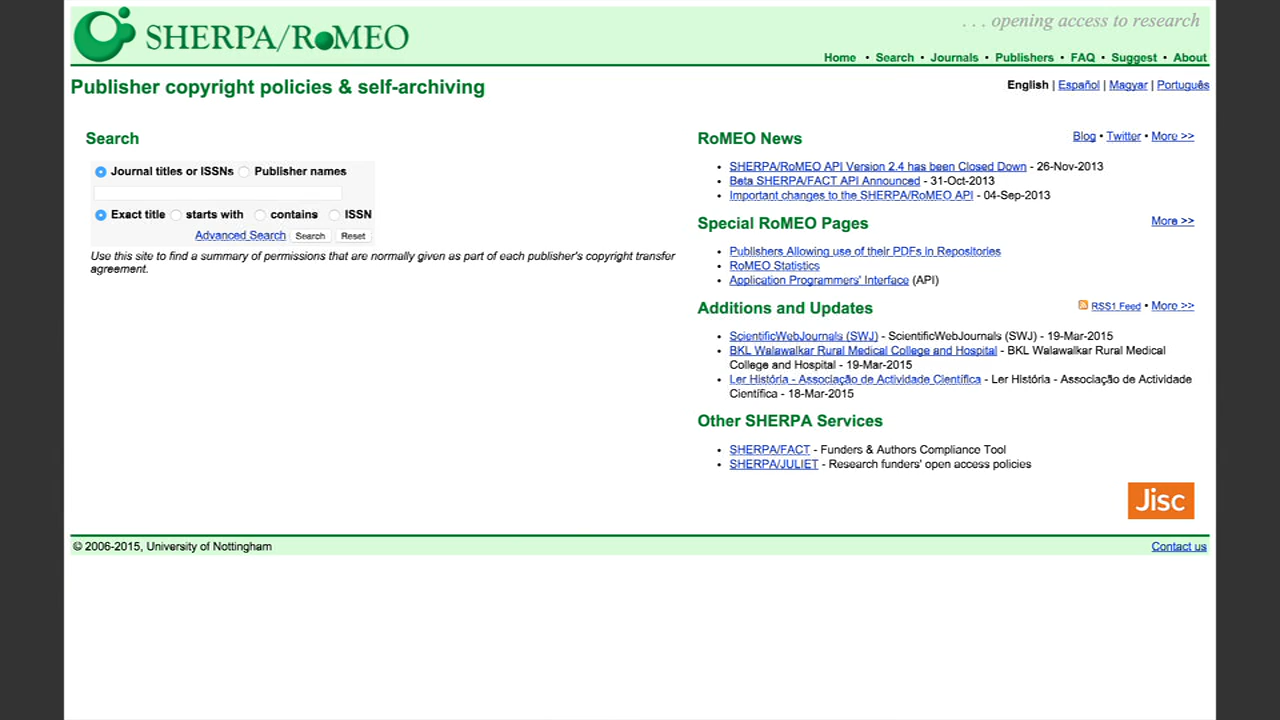 SHERPA/RoMEO
. . . opening access to research
Home • Search • Journals • Publishers • FAQ • Suggest • About
Publisher copyright policies & self-archiving
English | Español | Magyar | Português
Search
Journal titles or ISSNs Publisher names
Exact title starts with contains ISSN
Advanced Search Search Reset
Use this site to find a summary of permissions that are normally given as part of each publisher's copyright transfer
agreement.
RoMEO News
Blog • Twitter • More >>
• SHERPA/RoMEO API Version 2.4 has been Closed Down - 26-Nov-2013
• Beta SHERPA/FACT API Announced - 31-Oct-2013
• Important changes to the SHERPA/RoMEO API - 04-Sep-2013
Special RoMEO Pages
More >>
• Publishers Allowing use of their PDFs in Repositories
• RoMEO Statistics
• Application Programmers' Interface (API)
Additions and Updates
RSS1 Feed • More >>
• ScientificWebJournals (SWJ) - ScientificWebJournals (SWJ) - 19-Mar-2015
• BKL Walawalkar Rural Medical College and Hospital - BKL Walawalkar Rural Medical
College and Hospital - 19-Mar-2015
• Ler História - Associação de Actividade Científica - Ler História - Associação de Actividade
Científica - 18-Mar-2015
Other SHERPA Services
• SHERPA/FACT - Funders & Authors Compliance Tool
• SHERPA/JULIET - Research funders' open access policies
Jisc
© 2006-2015, University of Nottingham
Contact us